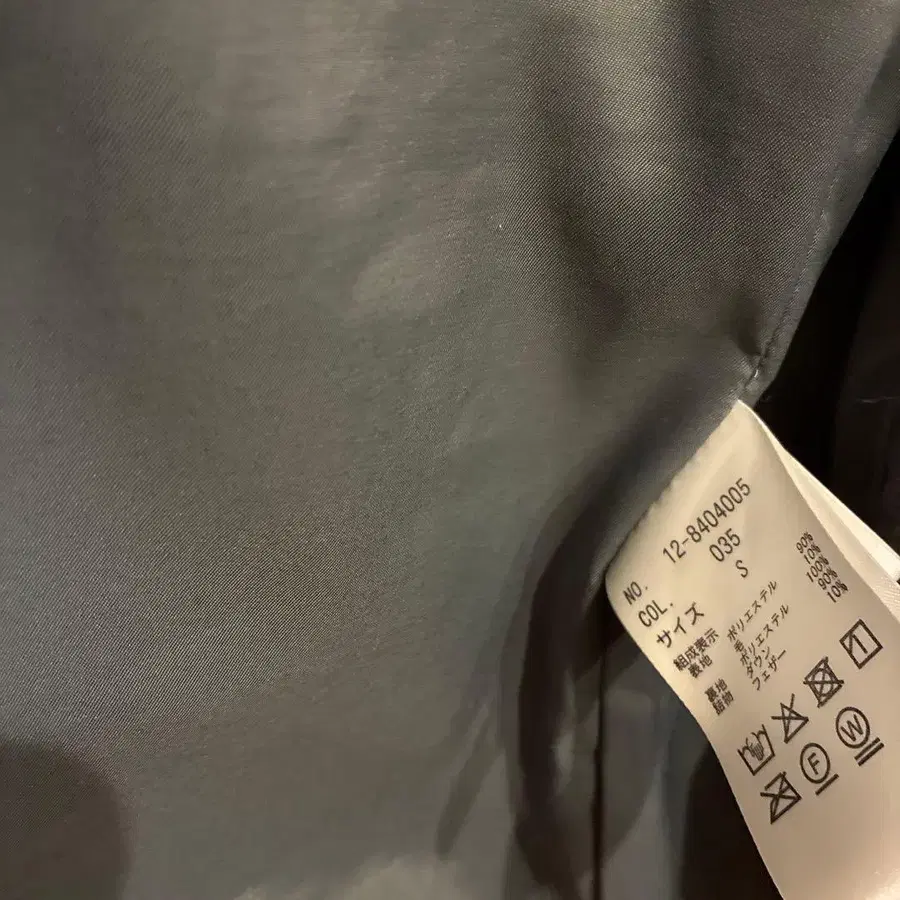 NO. 12-8404005
COL. 035
サイズ S
組成表示
表地 ポリエステル 90%
毛 10%
裏地 ポリエステル 100%
詰物 ダウン 90%
フェザー 10%
1
F W